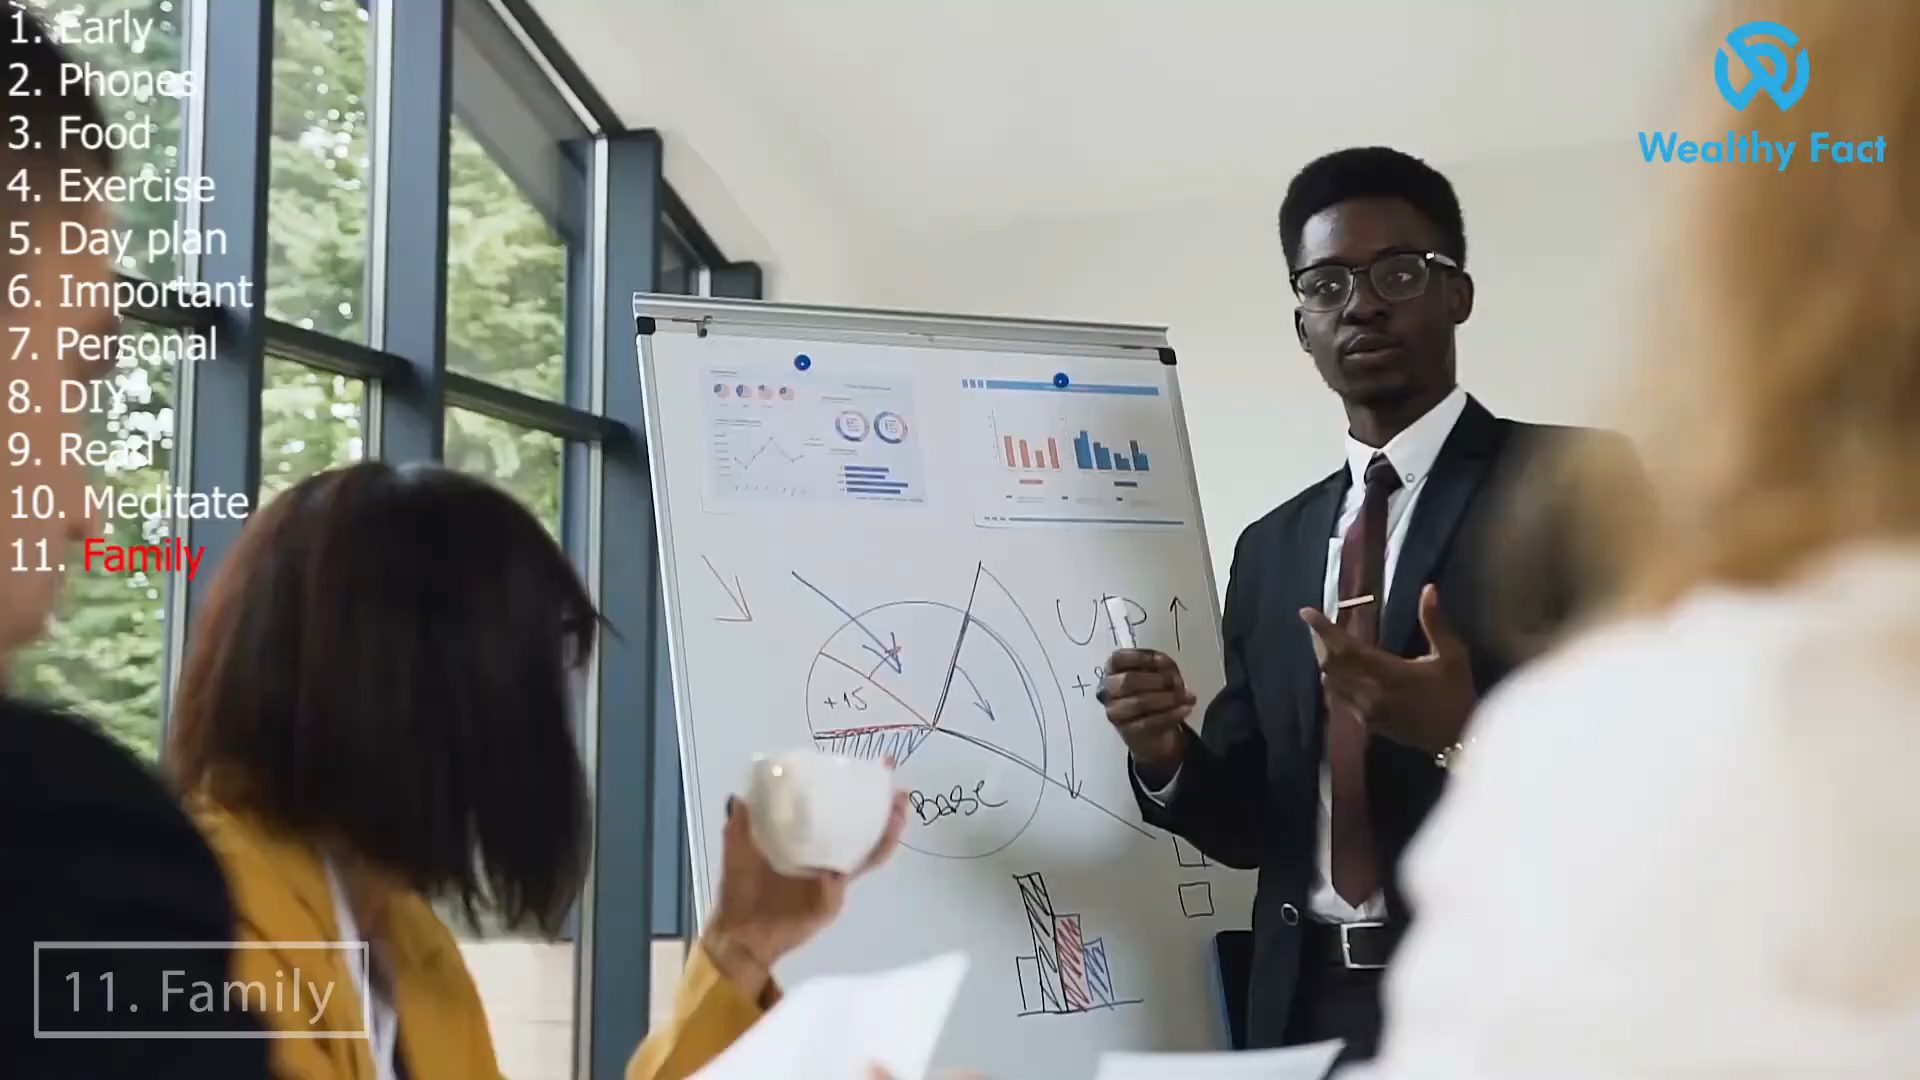 1. Early
2. Phones
3. Food
4. Exercise
5. Day plan
6. Important
7. Personal
8. DIY
9. Read
10. Meditate
11. Family
Wealthy Fact
UP
+15
Base
11. Family